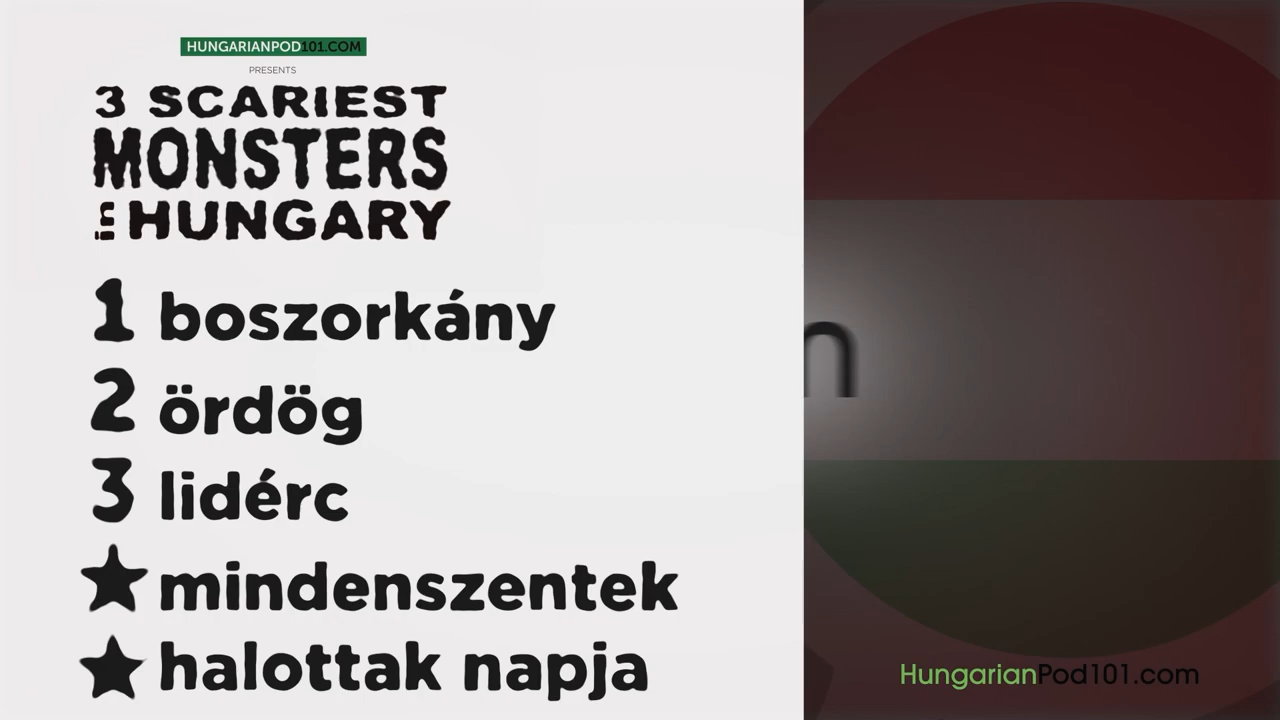 HUNGARIANPOD101.COM
PRESENTS
3 SCARIEST
MONSTERS
in HUNGARY
1 boszorkány
2 ördög
3 lidérc
★ mindenszentek
★ halottak napja
n
HungarianPod101.com